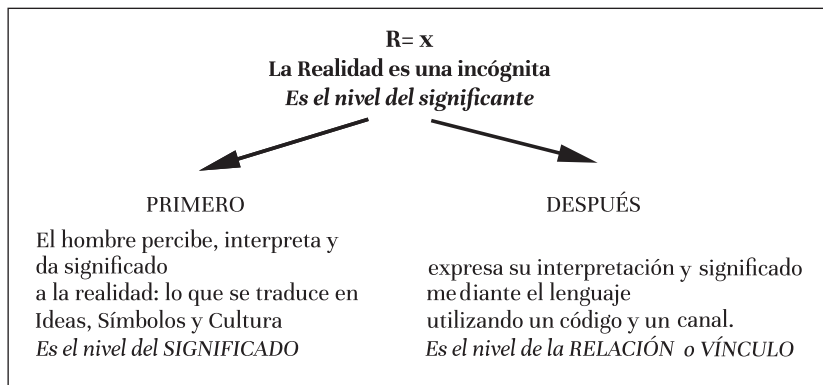 R= x
La Realidad es una incógnita
Es el nivel del significante
PRIMERO
El hombre percibe, interpreta y
da significado
a la realidad: lo que se traduce en
Ideas, Símbolos y Cultura
Es el nivel del SIGNIFICADO
DESPUÉS
expresa su interpretación y significado
mediante el lenguaje
utilizando un código y un canal.
Es el nivel de la RELACIÓN o VÍNCULO